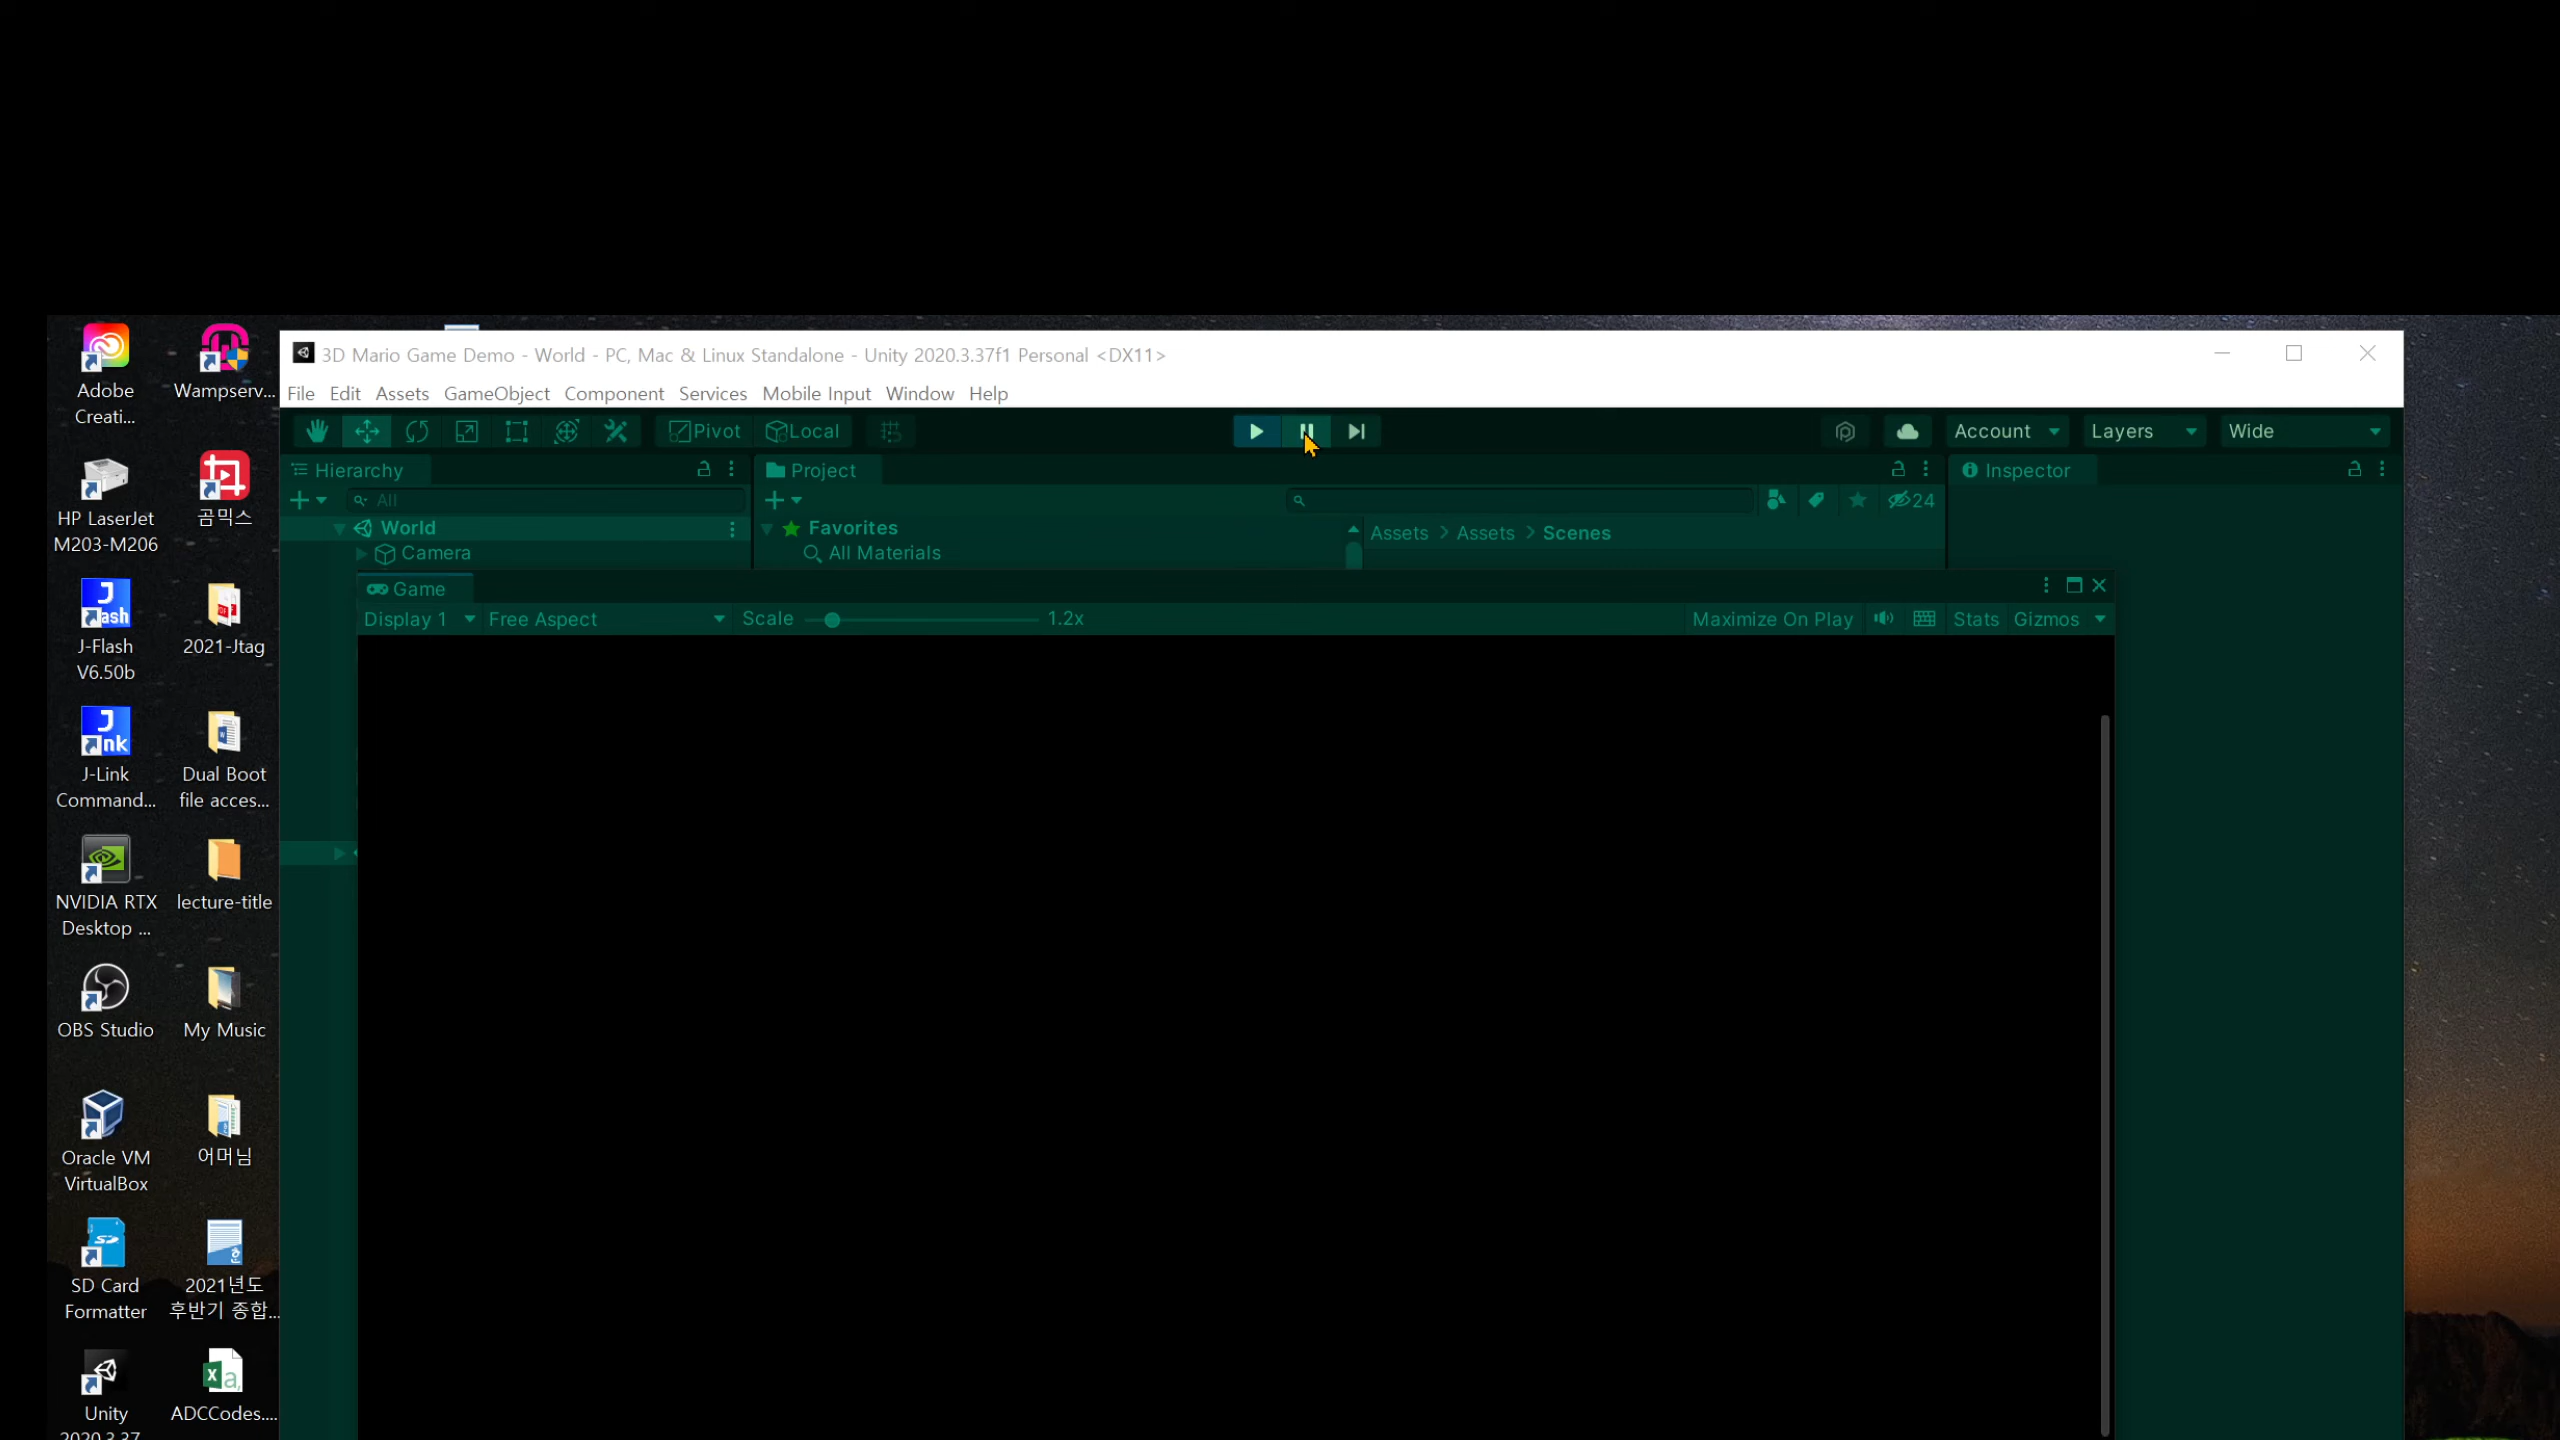 Adobe
Creati...
Wampserv...
HP LaserJet
M203-M206
곰믹스
J-Flash
V6.50b
2021-Jtag
J-Link
Command...
Dual Boot
file acces...
NVIDIA RTX
Desktop ...
lecture-title
OBS Studio
My Music
Oracle VM
VirtualBox
어머님
SD Card
Formatter
2021년도
후반기 종합...
Unity
2020.3.37
ADCCodes....
3D Mario Game Demo - World - PC, Mac & Linux Standalone - Unity 2020.3.37f1 Personal <DX11>
File Edit Assets GameObject Component Services Mobile Input Window Help
Pivot Local Account Layers Wide
Hierarchy
All
World
Camera
Project
24
Favorites
All Materials
Assets > Assets > Scenes
Inspector
Game
Display 1 Free Aspect Scale 1.2x Maximize On Play Stats Gizmos